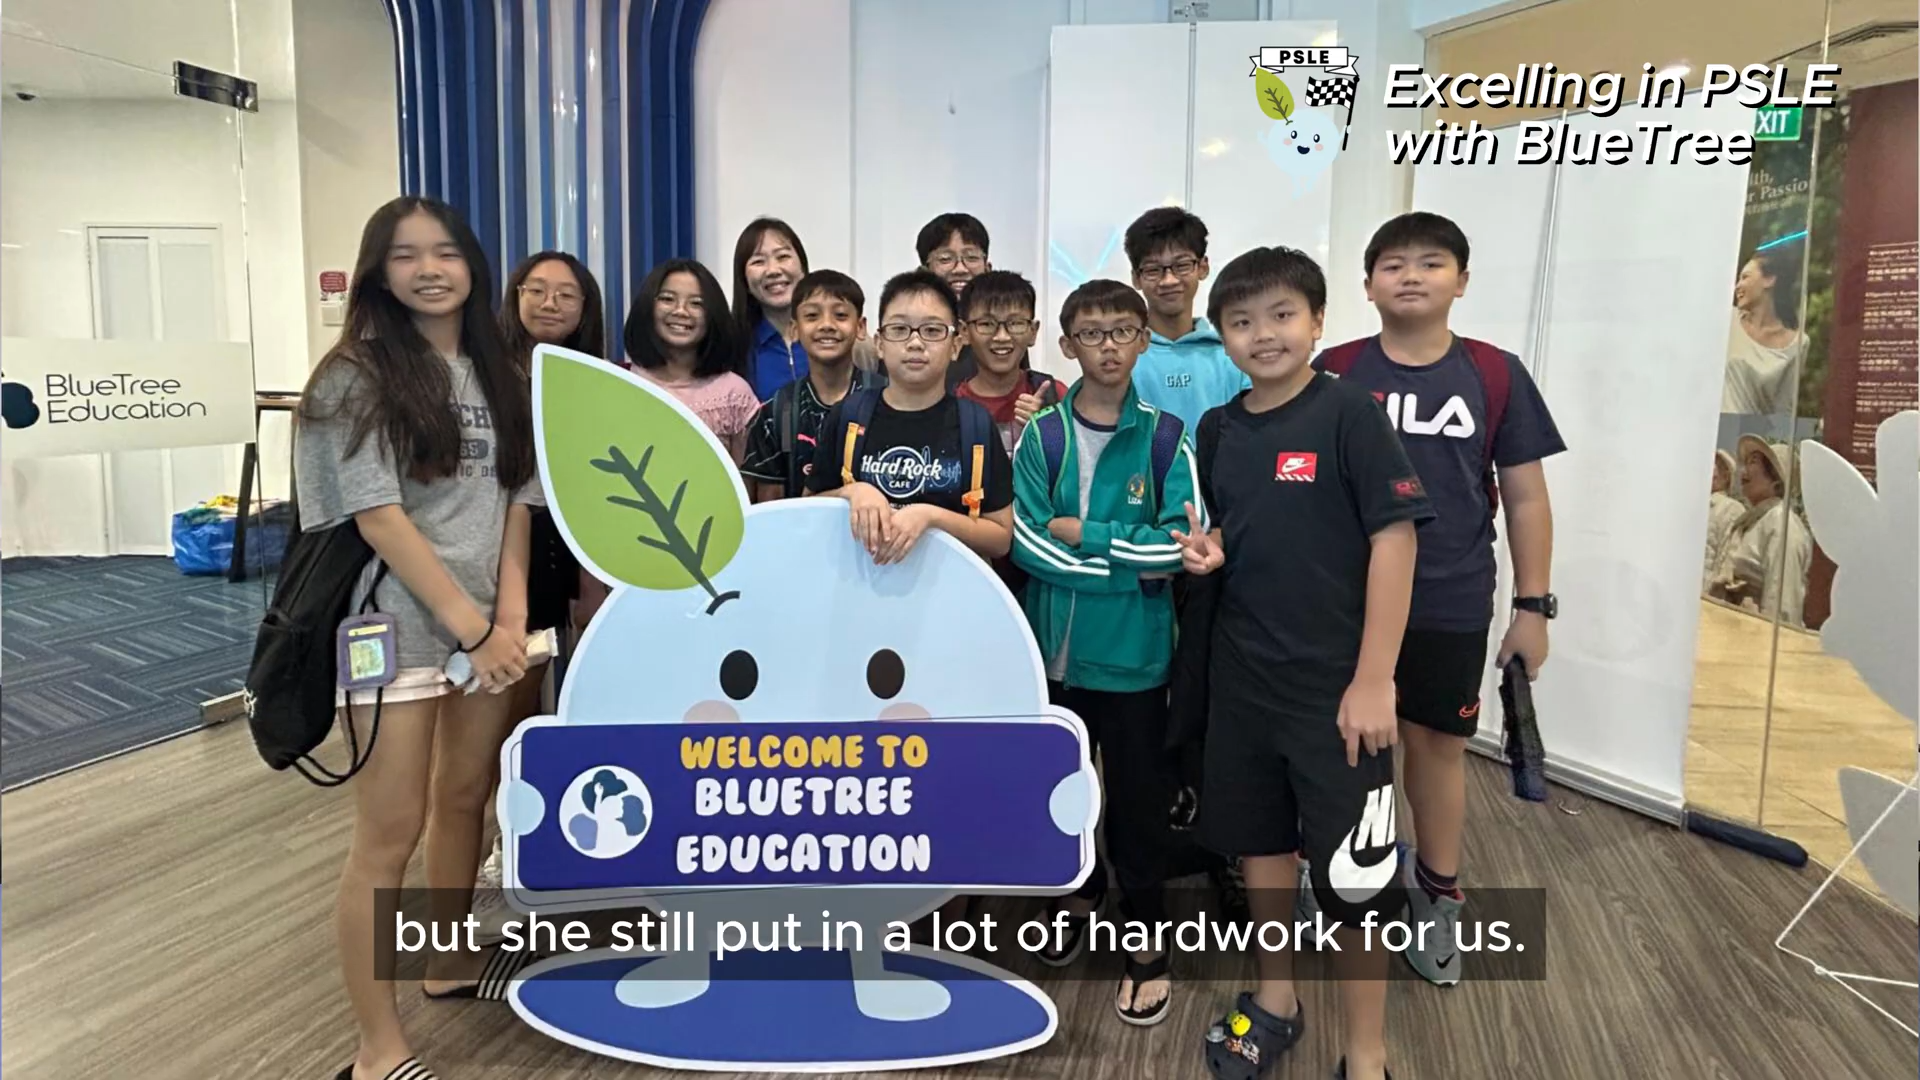 PSLE
Excelling in PSLE
with BlueTree
EXIT
BlueTree
Education
GAP
FILA
Hard Rock
CAFE
WELCOME TO
BLUETREE
EDUCATION
but she still put in a lot of hardwork for us.